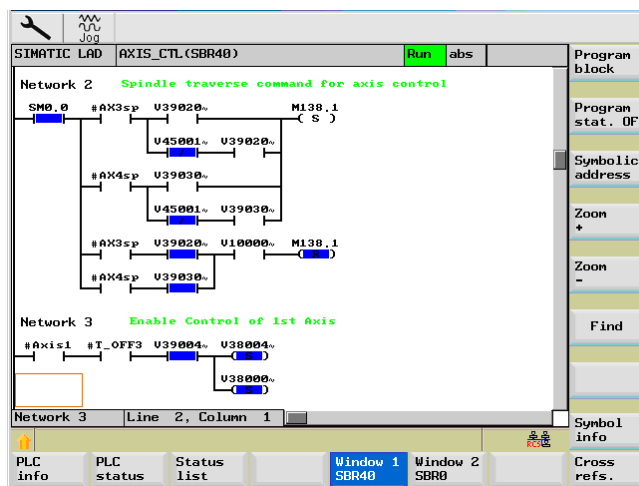 Jog
SIMATIC LAD AXIS_CTL(SBR40) Run abs
Network 2 Spindle traverse command for axis control
SM0.0 #AX3sp V39020~ M138.1
( S )
V45001~ V39020~
#AX4sp V39030~
V45001~ V39030~
#AX3sp V39020~ V10000~ M138.1
R
#AX4sp V39030~
Network 3 Enable Control of 1st Axis
#Axis1 #T_OFF3 V39004~ V38004~
S
V38000~
S
Network 3 Line 2, Column 1
Program
block
Program
stat. OF
Symbolic
address
Zoom
+
Zoom
-
Find
Symbol
info
Cross
refs.
PLC
info
PLC
status
Status
list
Window 1
SBR40
Window 2
SBR0